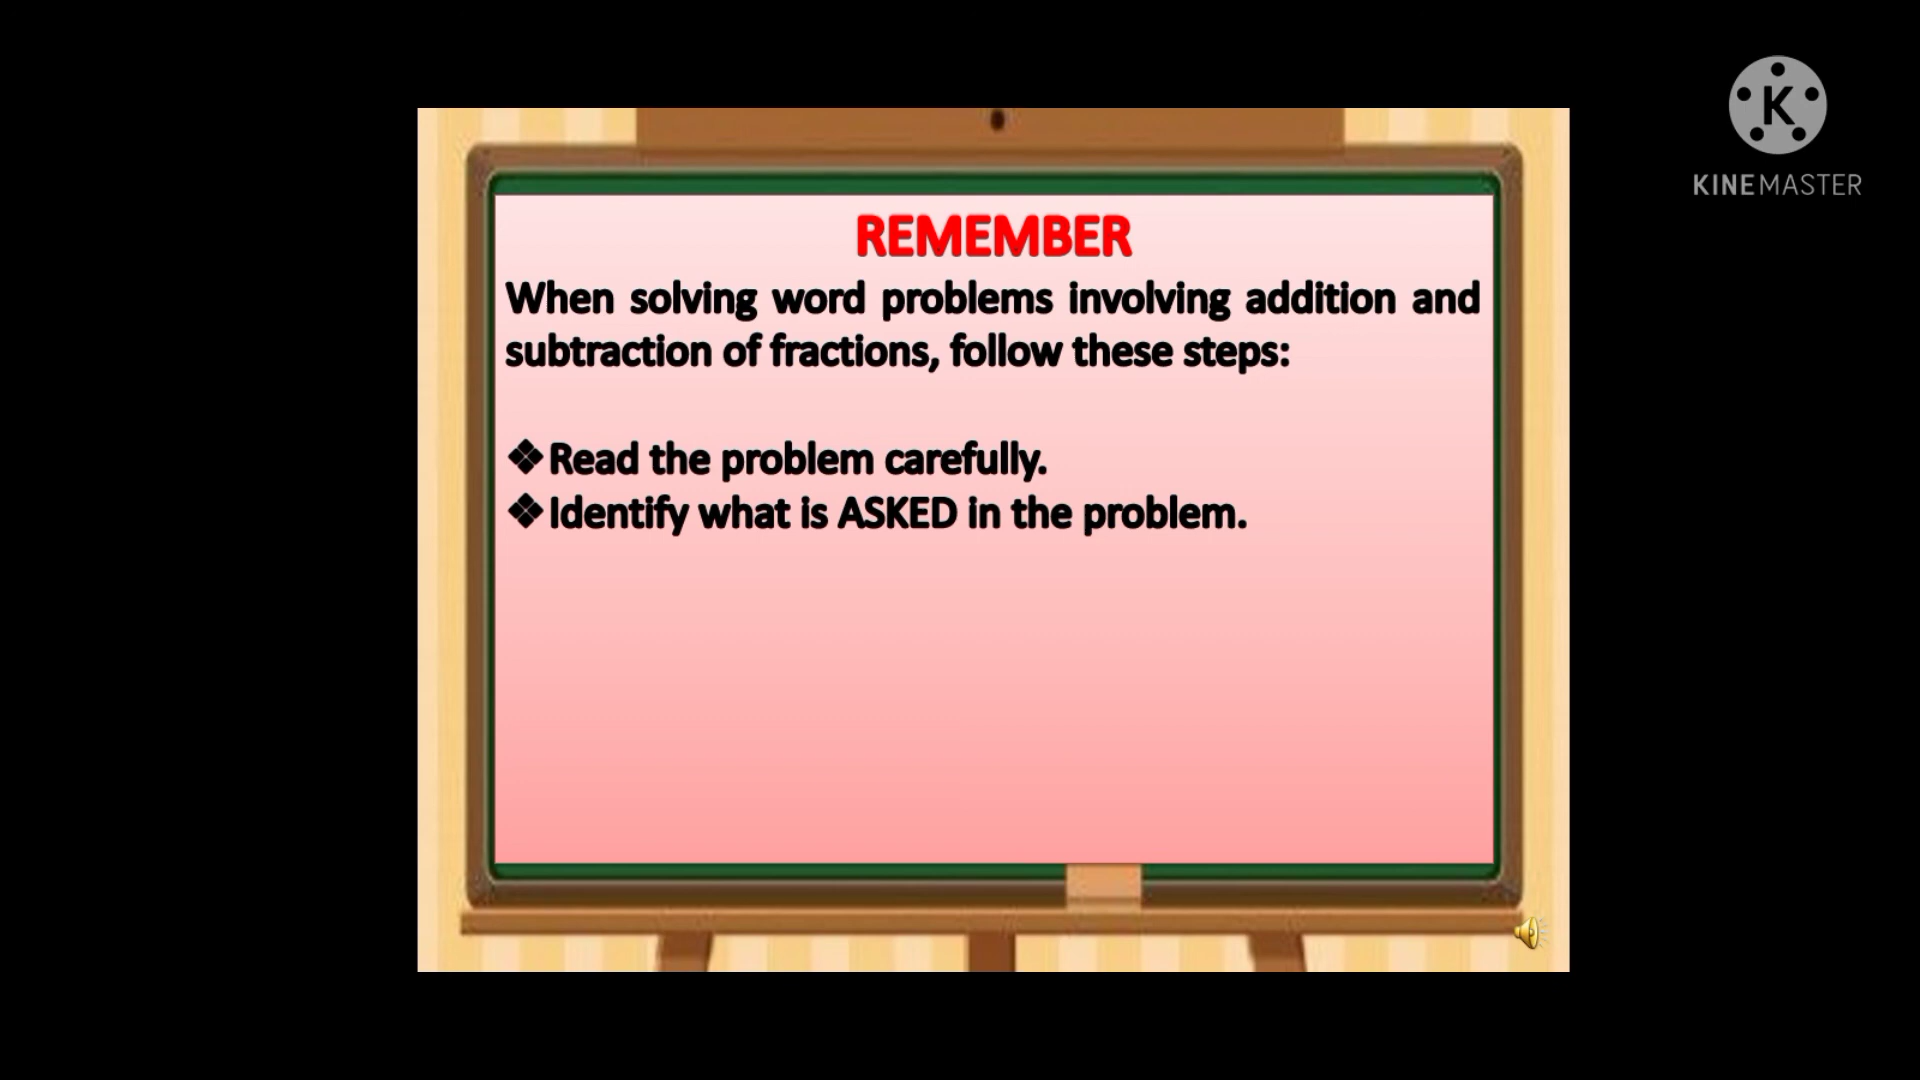 K
KINEMASTER
REMEMBER
When solving word problems involving addition and
subtraction of fractions, follow these steps:
❖Read the problem carefully.
❖Identify what is ASKED in the problem.